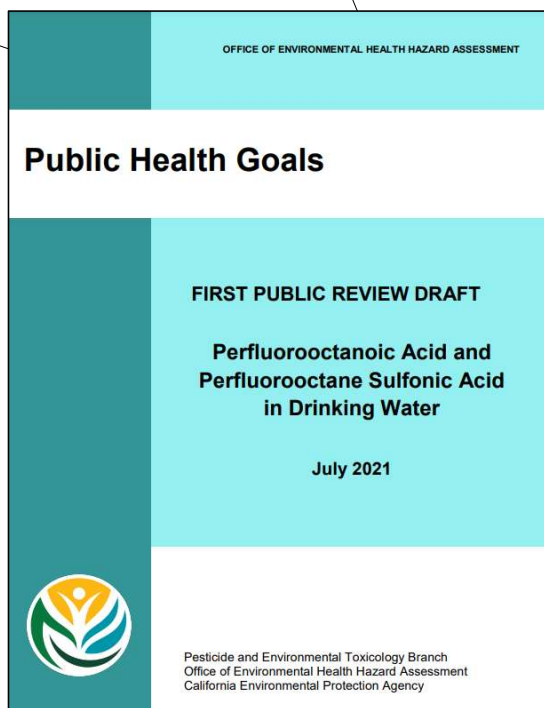 OFFICE OF ENVIRONMENTAL HEALTH HAZARD ASSESSMENT
Public Health Goals
FIRST PUBLIC REVIEW DRAFT
Perfluorooctanoic Acid and
Perfluorooctane Sulfonic Acid
in Drinking Water
July 2021
Pesticide and Environmental Toxicology Branch
Office of Environmental Health Hazard Assessment
California Environmental Protection Agency